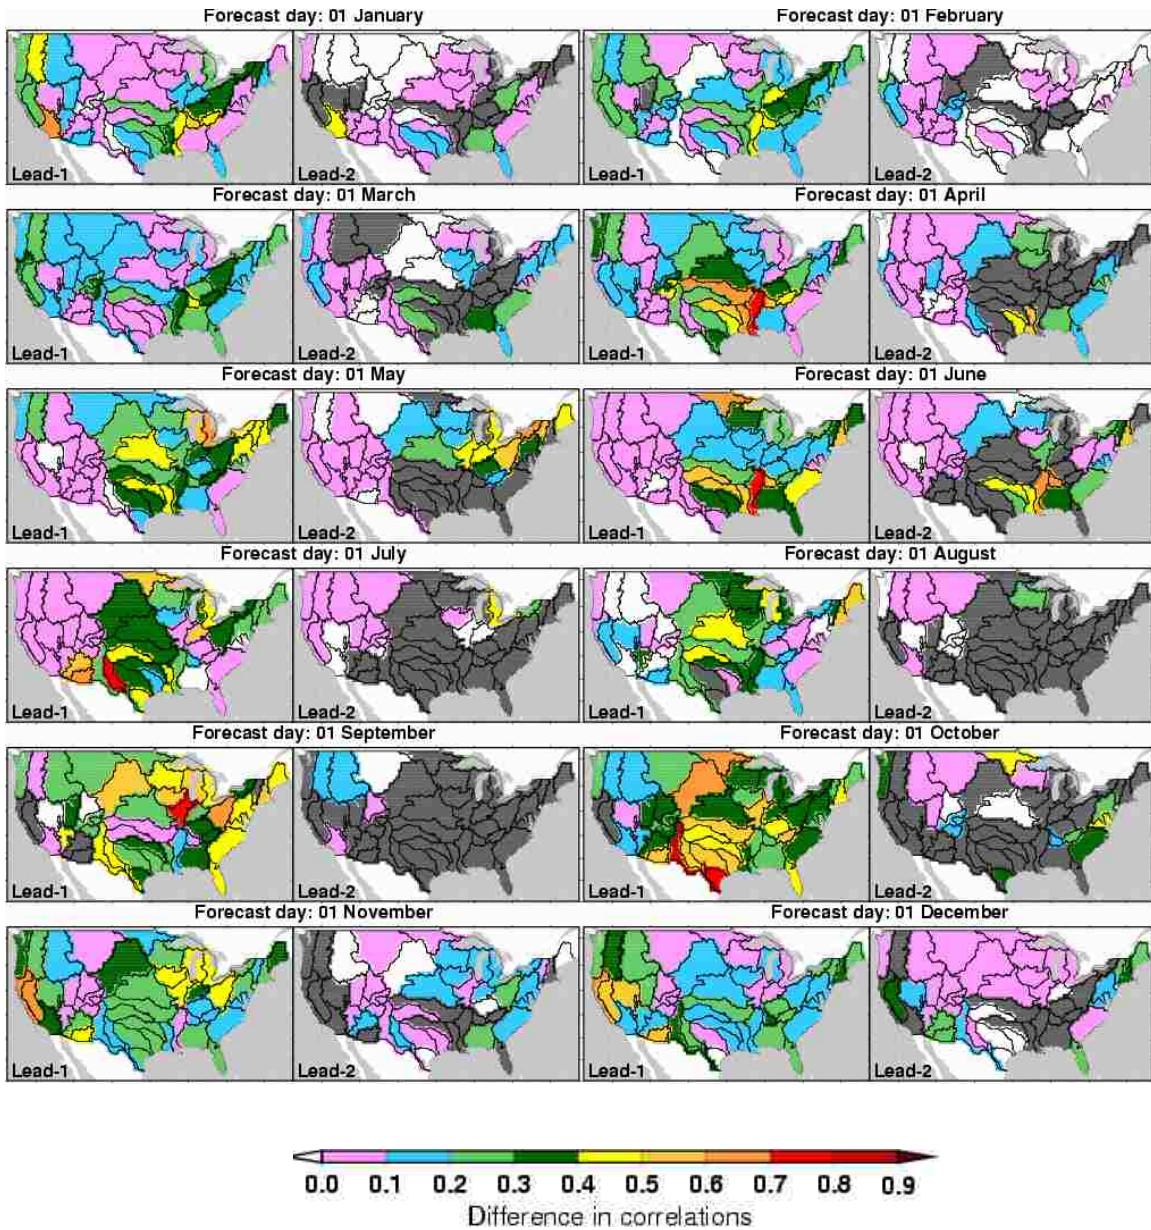 Forecast day: 01 January Forecast day: 01 February
Lead-1 Lead-2 Lead-1 Lead-2
Forecast day: 01 March Forecast day: 01 April
Lead-1 Lead-2 Lead-1 Lead-2
Forecast day: 01 May Forecast day: 01 June
Lead-1 Lead-2 Lead-1 Lead-2
Forecast day: 01 July Forecast day: 01 August
Lead-1 Lead-2 Lead-1 Lead-2
Forecast day: 01 September Forecast day: 01 October
Lead-1 Lead-2 Lead-1 Lead-2
Forecast day: 01 November Forecast day: 01 December
Lead-1 Lead-2 Lead-1 Lead-2
0.0 0.1 0.2 0.3 0.4 0.5 0.6 0.7 0.8 0.9
Difference in correlations